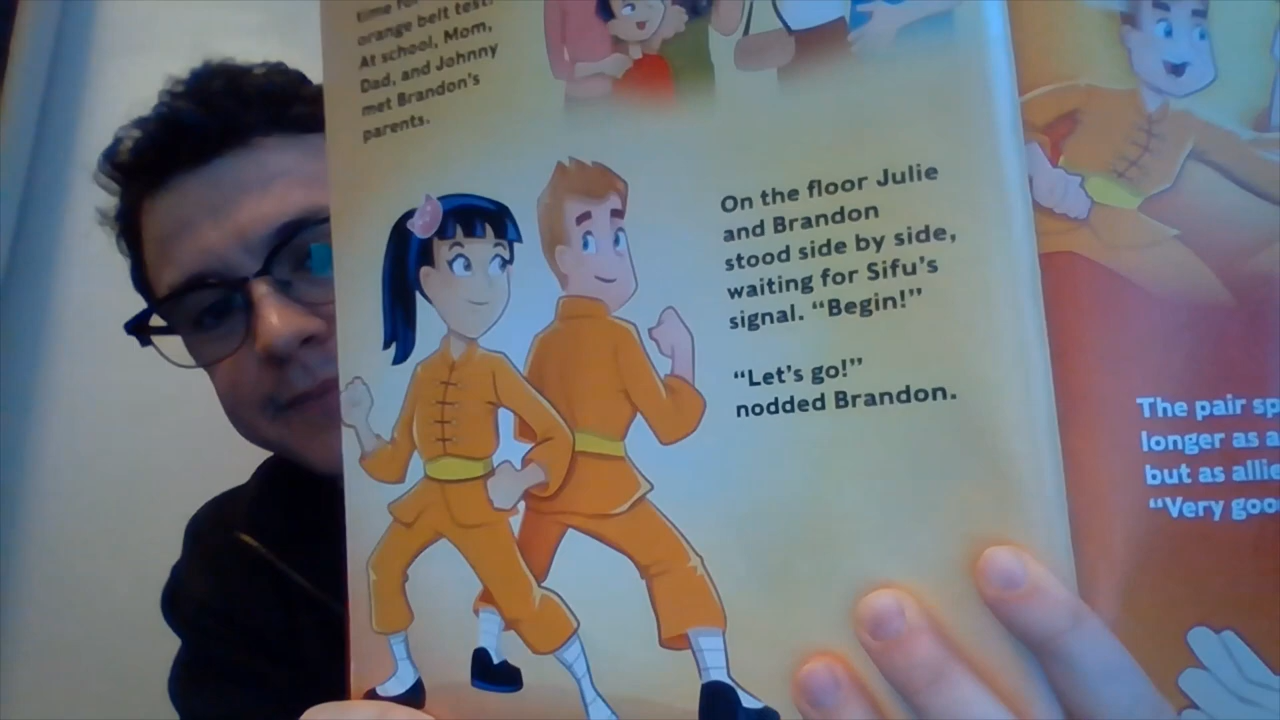 time for
orange belt test.
At school, Mom,
Dad, and Johnny
met Brandon's
parents.
On the floor Julie
and Brandon
stood side by side,
waiting for Sifu's
signal. “Begin!”
“Let's go!”
nodded Brandon.
The pair sp
longer as a
but as allie
“Very goo